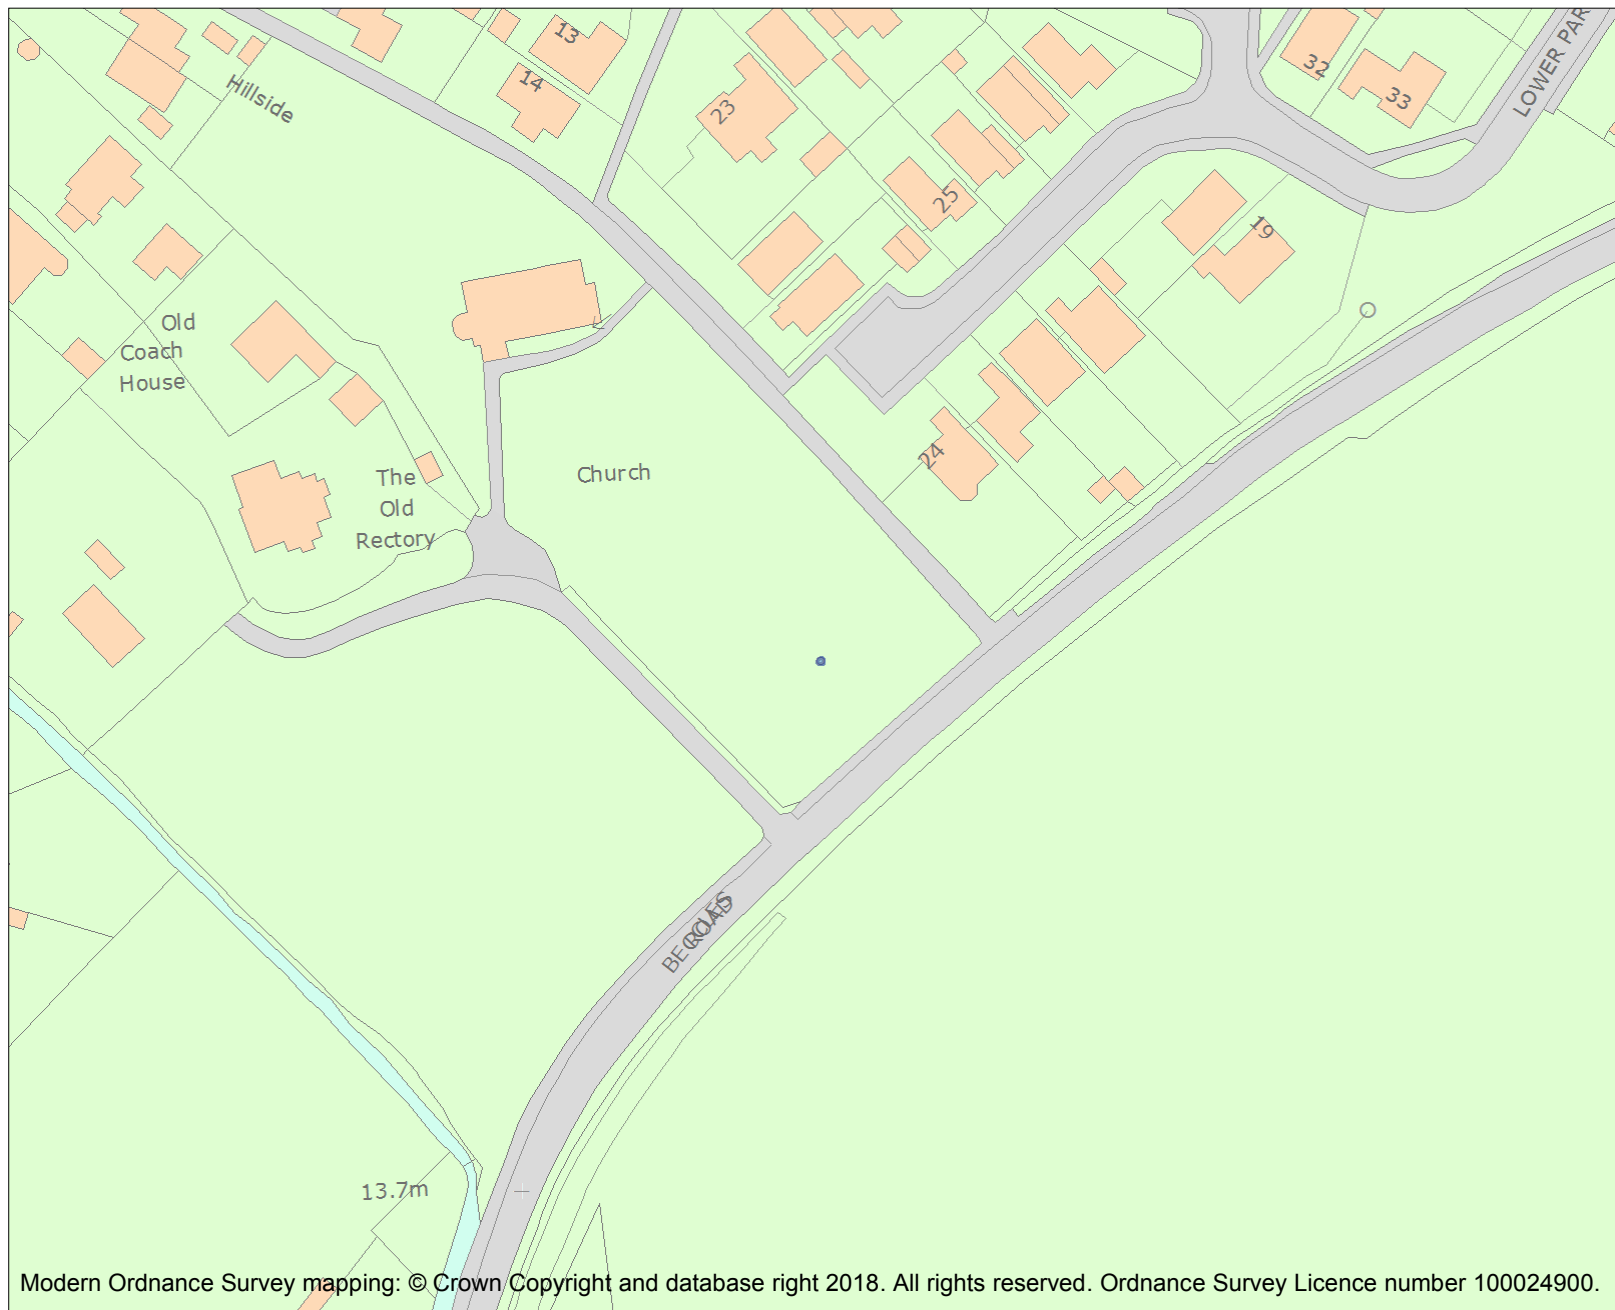 13
14
Hillside
23
32
33
LOWER PAR
25
19
Old
Coach
House
24
The
Old
Rectory
Church
BECCLES
ROAD
13.7m
Modern Ordnance Survey mapping: © Crown Copyright and database right 2018. All rights reserved. Ordnance Survey Licence number 100024900.